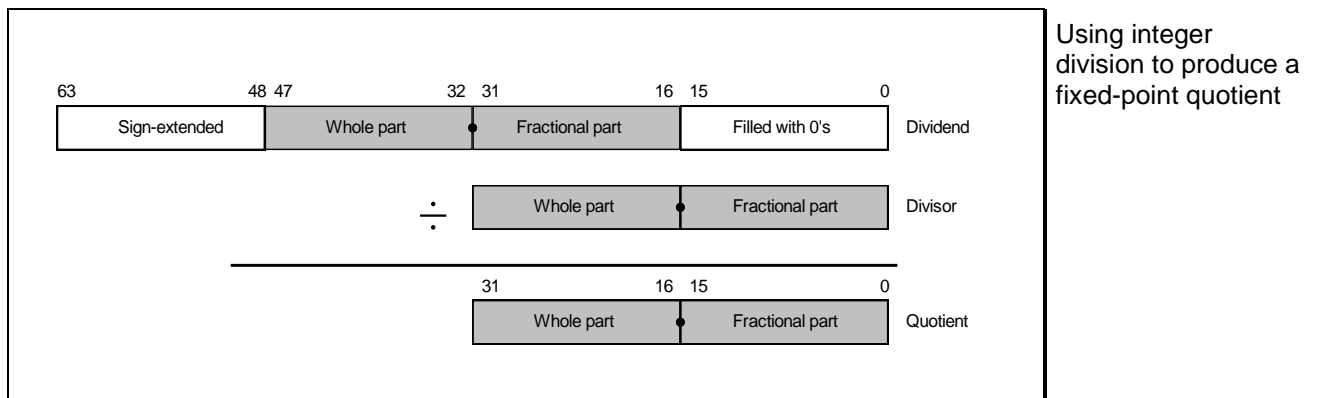 Using integer
division to produce a
fixed-point quotient
63 48 47 32 31 16 15 0
Sign-extended Whole part Fractional part Filled with 0's Dividend
÷ Whole part Fractional part Divisor
31 16 15 0
Whole part Fractional part Quotient